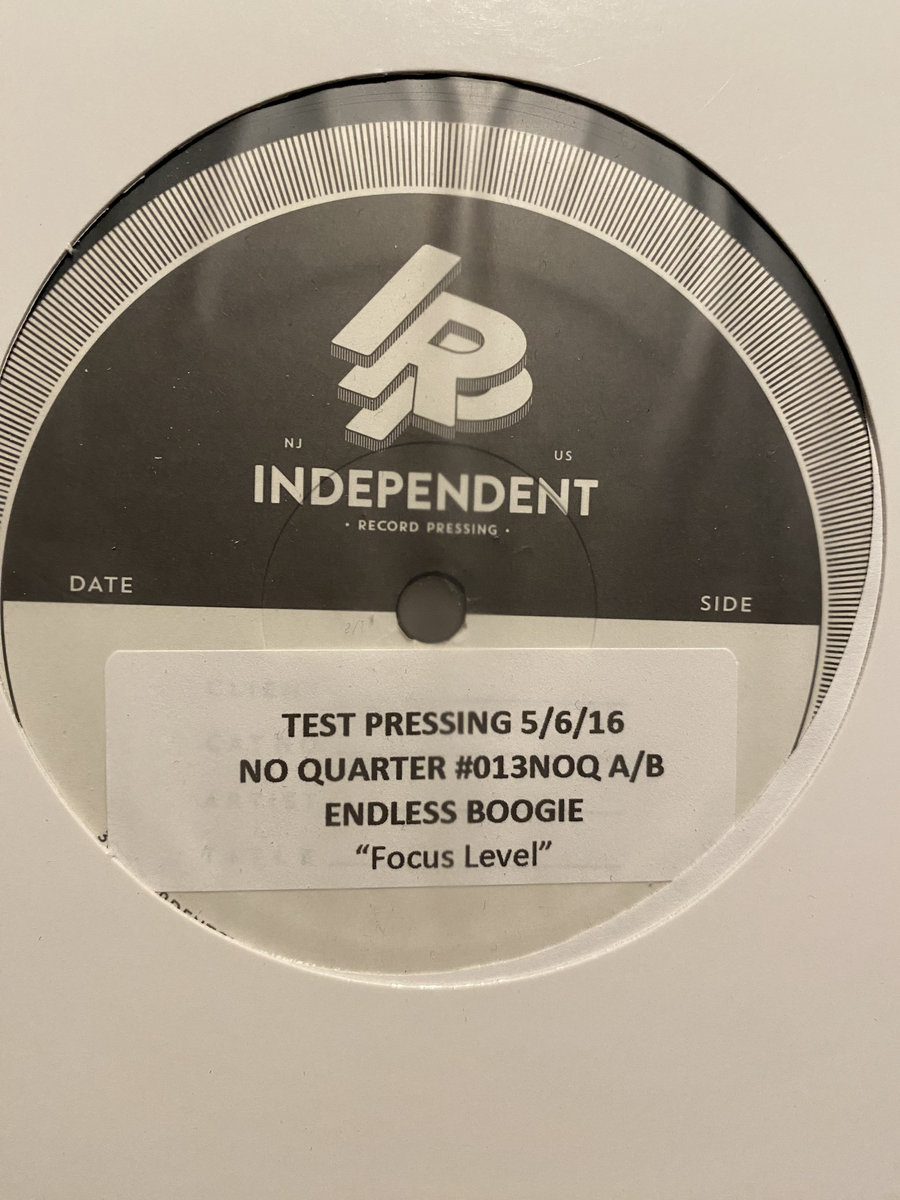 IRP
NJ
US
INDEPENDENT
• RECORD PRESSING •
DATE
SIDE
TEST PRESSING 5/6/16
NO QUARTER #013NOQ A/B
ENDLESS BOOGIE
“Focus Level”